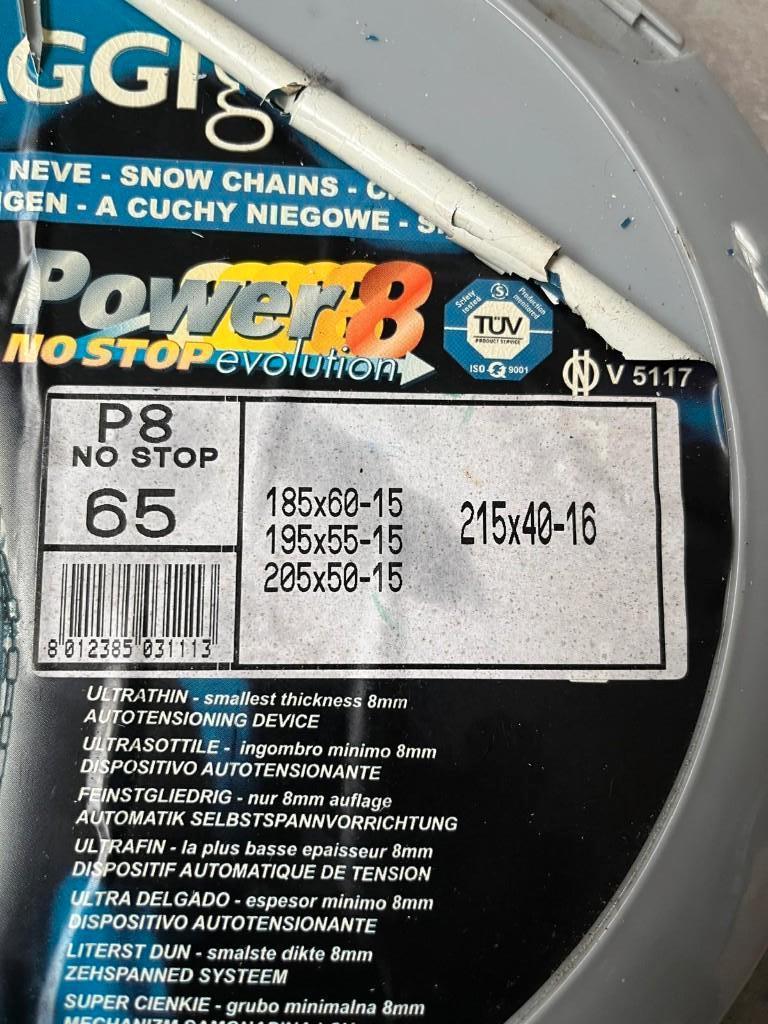 AGGIg
NEVE - SNOW CHAINS -
GEN - A CUCHY NIEGOWE -
Power 8
NO STOP evolution
Safety tested
S
Production monitored
TÜV
PRODUCT SERVICE
ISO 9001
V 5117
P8
NO STOP
65
185x60-15
195x55-15
205x50-15
215x40-16
8 012385 031113
ULTRATHIN - smallest thickness 8mm
AUTOTENSIONING DEVICE
ULTRASOTTILE - ingombro minimo 8mm
DISPOSITIVO AUTOTENSIONANTE
FEINSTGLIEDRIG - nur 8mm auflage
AUTOMATIK SELBSTSPANNVORRICHTUNG
ULTRAFIN - la plus basse epaisseur 8mm
DISPOSITIF AUTOMATIQUE DE TENSION
ULTRA DELGADO - espesor minimo 8mm
DISPOSITIVO AUTOTENSIONANTE
LITERST DUN - smalste dikte 8mm
ZEHSPANNED SYSTEEM
SUPER CIENKIE - grubo minimalna 8mm